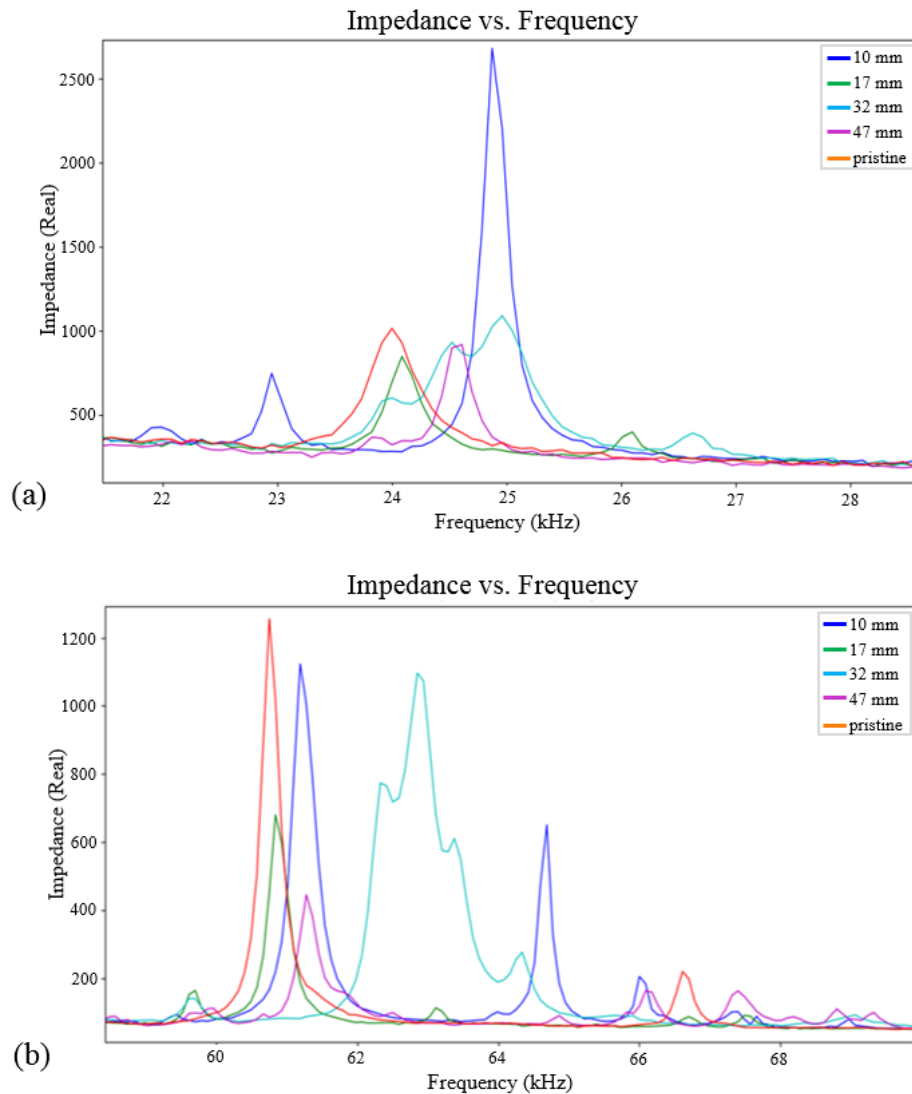 Impedance vs. Frequency
10 mm
17 mm
32 mm
47 mm
pristine
2500
2000
1500
1000
500
Impedance (Real)
22 23 24 25 26 27 28
Frequency (kHz)
(a)
Impedance vs. Frequency
10 mm
17 mm
32 mm
47 mm
pristine
1200
1000
800
600
400
200
Impedance (Real)
60 62 64 66 68
Frequency (kHz)
(b)